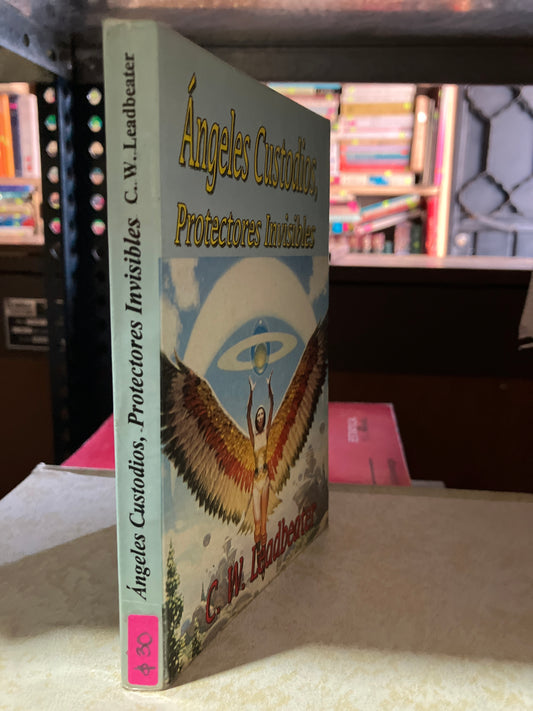 Ángeles Custodios, Protectores Invisibles C. W. Leadbeater
$ 30
Ángeles Custodios,
Protectores Invisibles
C. W. Leadbeater